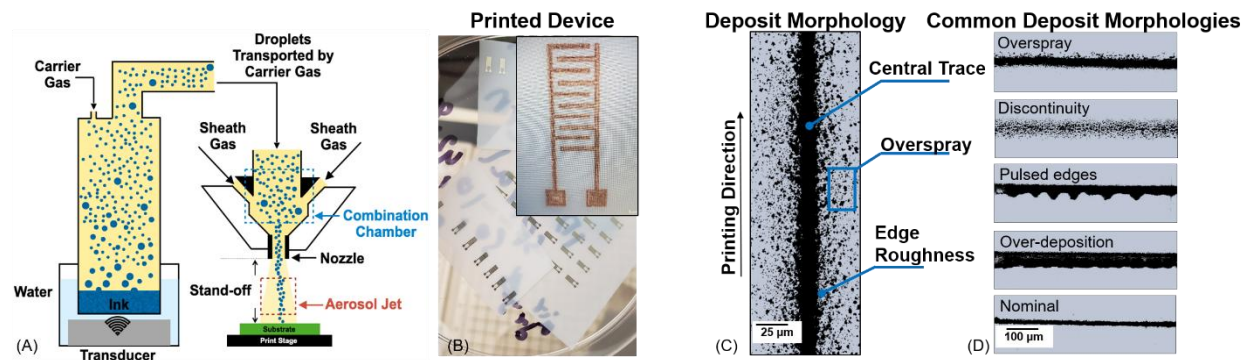 Carrier
Gas
Droplets
Transported by
Carrier Gas
Sheath
Gas
Sheath
Gas
Combination
Chamber
Nozzle
Stand-off
Aerosol Jet
Water
Ink
Transducer
Substrate
Print Stage
(A)
Printed Device
(B)
Deposit Morphology
Printing Direction
Central Trace
Overspray
Edge
Roughness
25 µm
(C)
Common Deposit Morphologies
Overspray
Discontinuity
Pulsed edges
Over-deposition
Nominal
100 µm
(D)